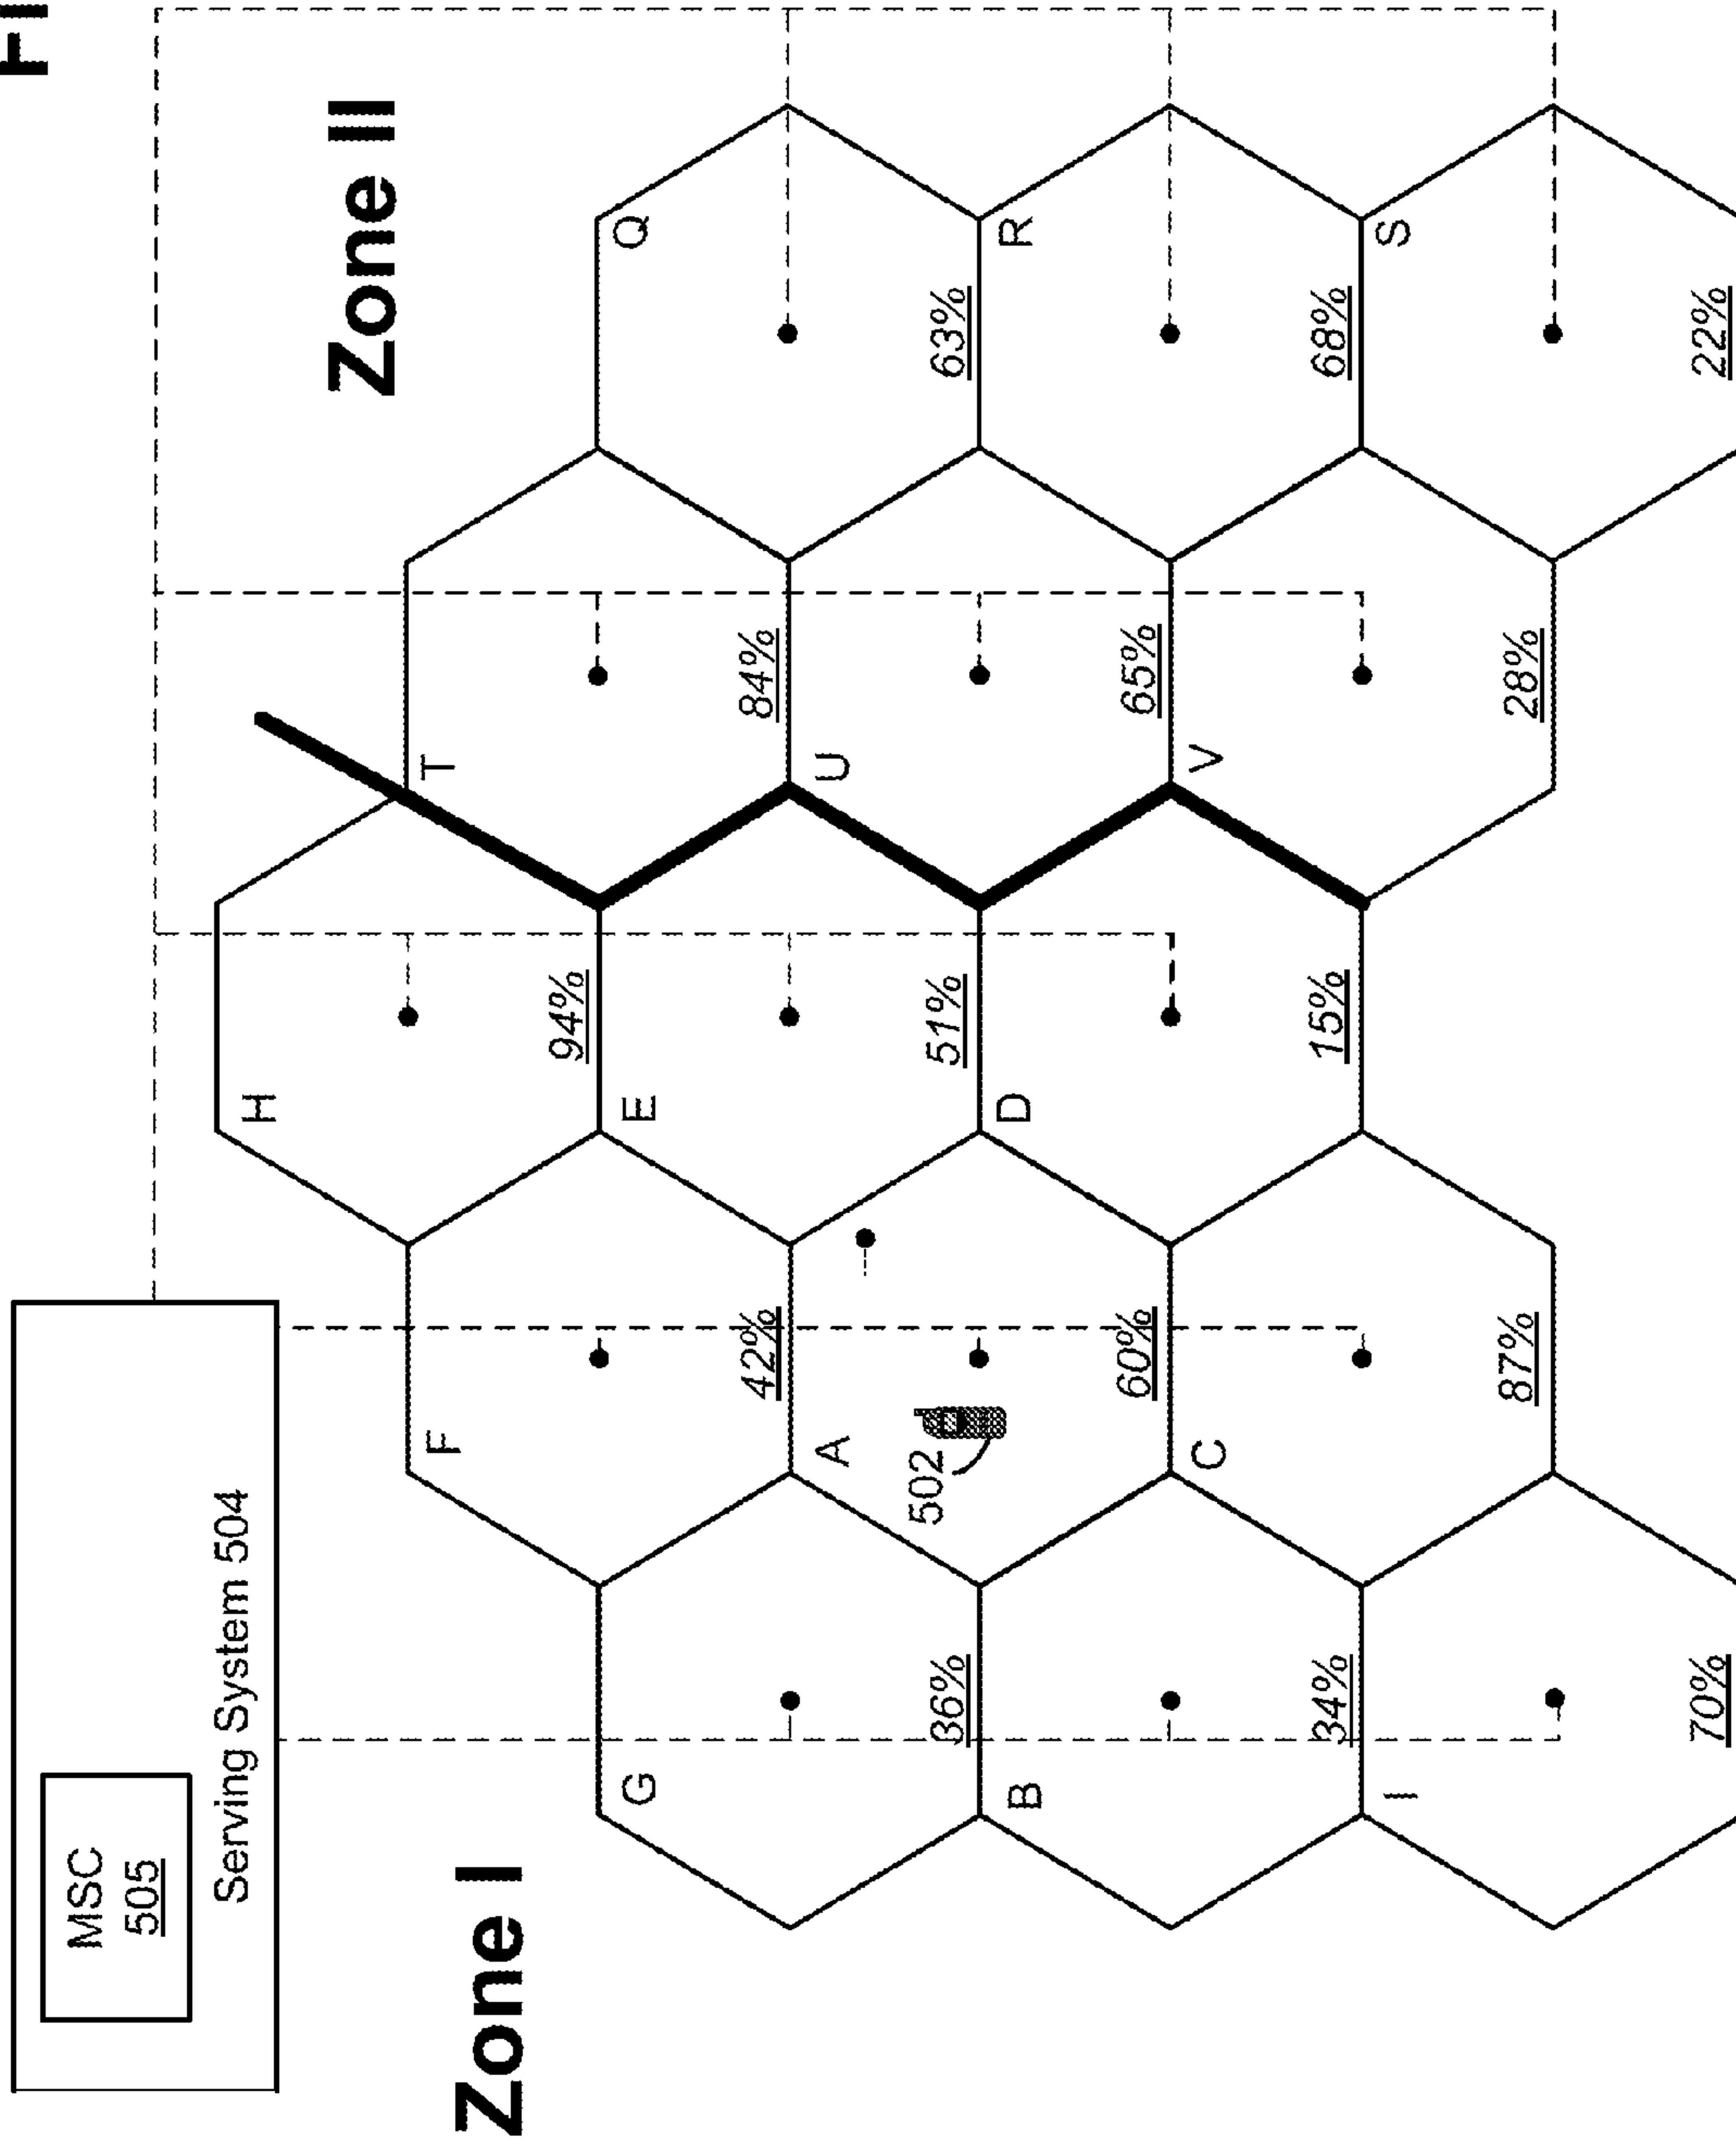 FI
MSC
505
Serving System 504
Zone I
Zone II
H
94%
F
42%
T
84%
G
36%
E
51%
Q
63%
A
502
60%
U
65%
B
34%
D
15%
R
68%
C
87%
V
28%
I
70%
S
22%